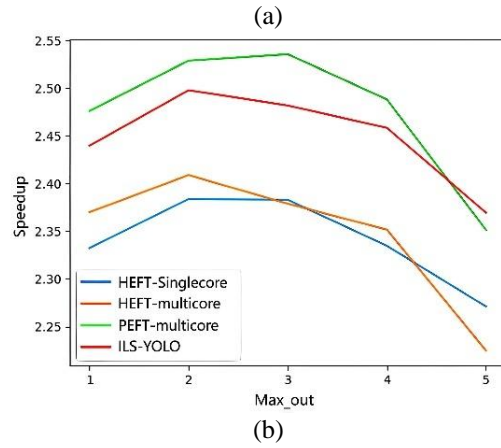 (a)
2.55
2.50
2.45
2.40
2.35
2.30
2.25
Speedup
HEFT-Singlecore
HEFT-multicore
PEFT-multicore
ILS-YOLO
1 2 3 4 5
Max_out
(b)